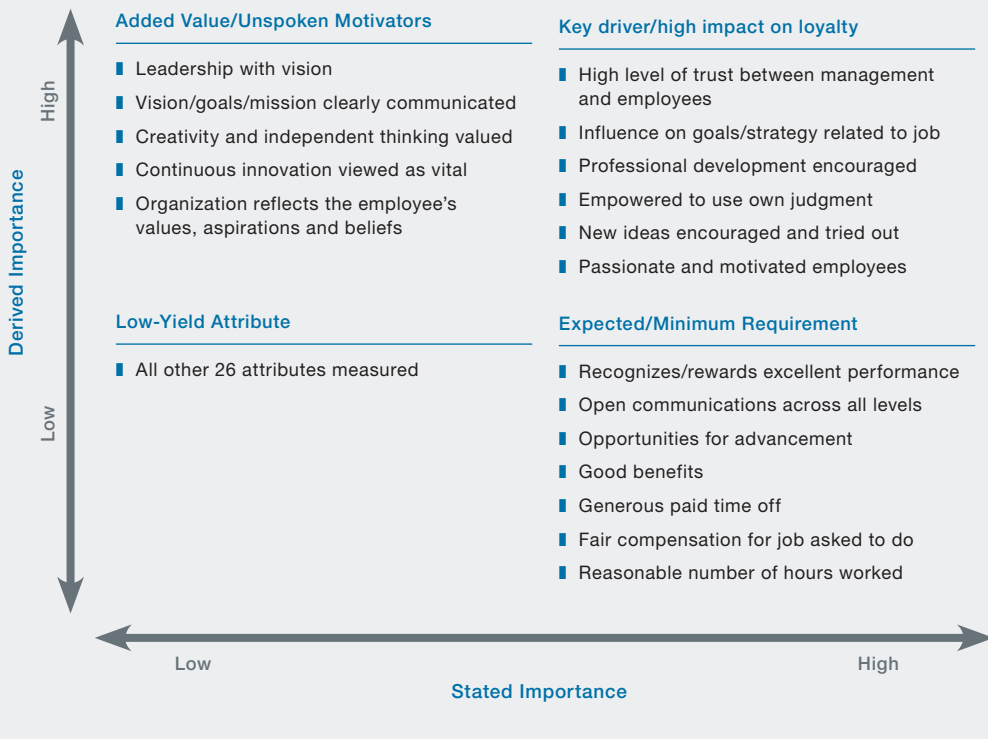 Added Value/Unspoken Motivators
Leadership with vision
Vision/goals/mission clearly communicated
Creativity and independent thinking valued
Continuous innovation viewed as vital
Organization reflects the employee's
values, aspirations and beliefs
Key driver/high impact on loyalty
High level of trust between management
and employees
Influence on goals/strategy related to job
Professional development encouraged
Empowered to use own judgment
New ideas encouraged and tried out
Passionate and motivated employees
Low-Yield Attribute
All other 26 attributes measured
Expected/Minimum Requirement
Recognizes/rewards excellent performance
Open communications across all levels
Opportunities for advancement
Good benefits
Generous paid time off
Fair compensation for job asked to do
Reasonable number of hours worked
High
Derived Importance
Low
Low
High
Stated Importance